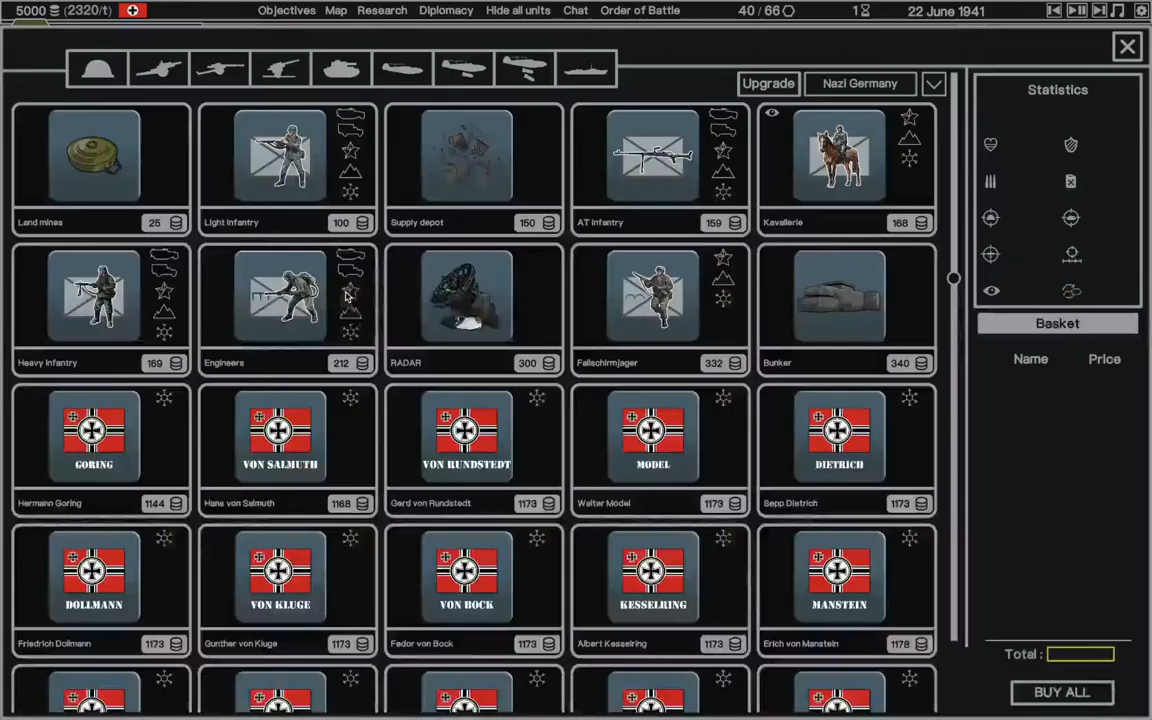 5000 (2320/t) Objectives Map Research Diplomacy Hide all units Chat Order of Battle 40 / 66 1 22 June 1941
Upgrade Nazi Germany
Land mines 25
Light infantry 100
Supply depot 150
AT infantry 159
Kavallerie 168
Heavy infantry 169
Engineers 212
RADAR 300
Fallschirmjager 332
Bunker 340
GORING
Hermann Goring 1144
VON SALMUTH
Hans von Salmuth 1168
VON RUNDSTEDT
Gerd von Rundstedt 1173
MODEL
Walter Model 1173
DIETRICH
Sepp Dietrich 1173
DOLLMANN
Friedrich Dollmann 1173
VON KLUGE
Gunther von Kluge 1173
VON BOCK
Fedor von Bock 1173
KESSELRING
Albert Kesselring 1173
MANSTEIN
Erich von Manstein 1178
Statistics
Basket
Name Price
Total :
BUY ALL